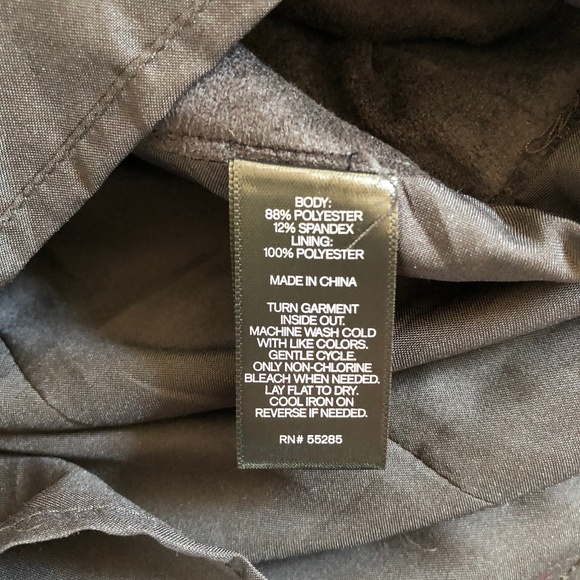 BODY:
88% POLYESTER
12% SPANDEX
LINING:
100% POLYESTER
MADE IN CHINA
TURN GARMENT
INSIDE OUT.
MACHINE WASH COLD
WITH LIKE COLORS.
GENTLE CYCLE.
ONLY NON-CHLORINE
BLEACH WHEN NEEDED.
LAY FLAT TO DRY.
COOL IRON ON
REVERSE IF NEEDED.
RN# 55285